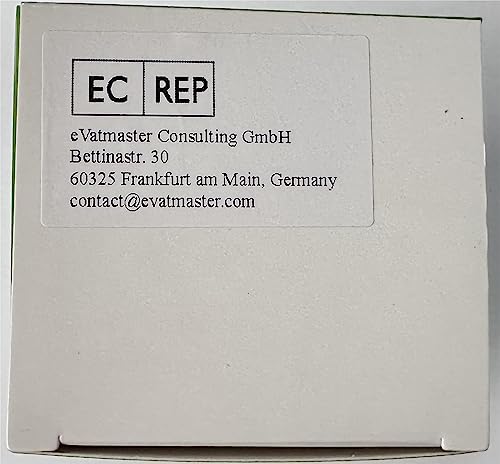 EC REP
eVatmaster Consulting GmbH
Bettinastr. 30
60325 Frankfurt am Main, Germany
contact@evatmaster.com